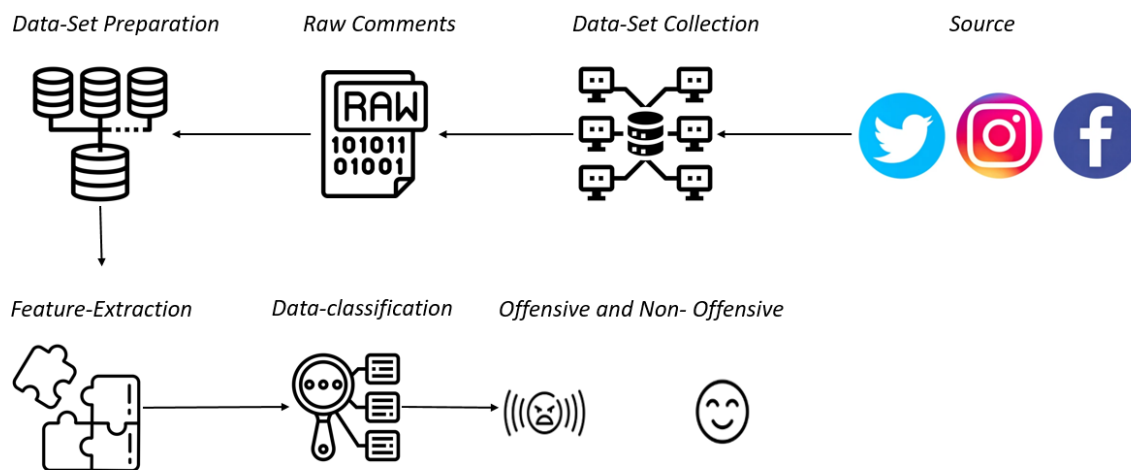 Data-Set Preparation
Raw Comments
Data-Set Collection
Source
RAW
101011
01001
Feature-Extraction
Data-classification
Offensive and Non- Offensive